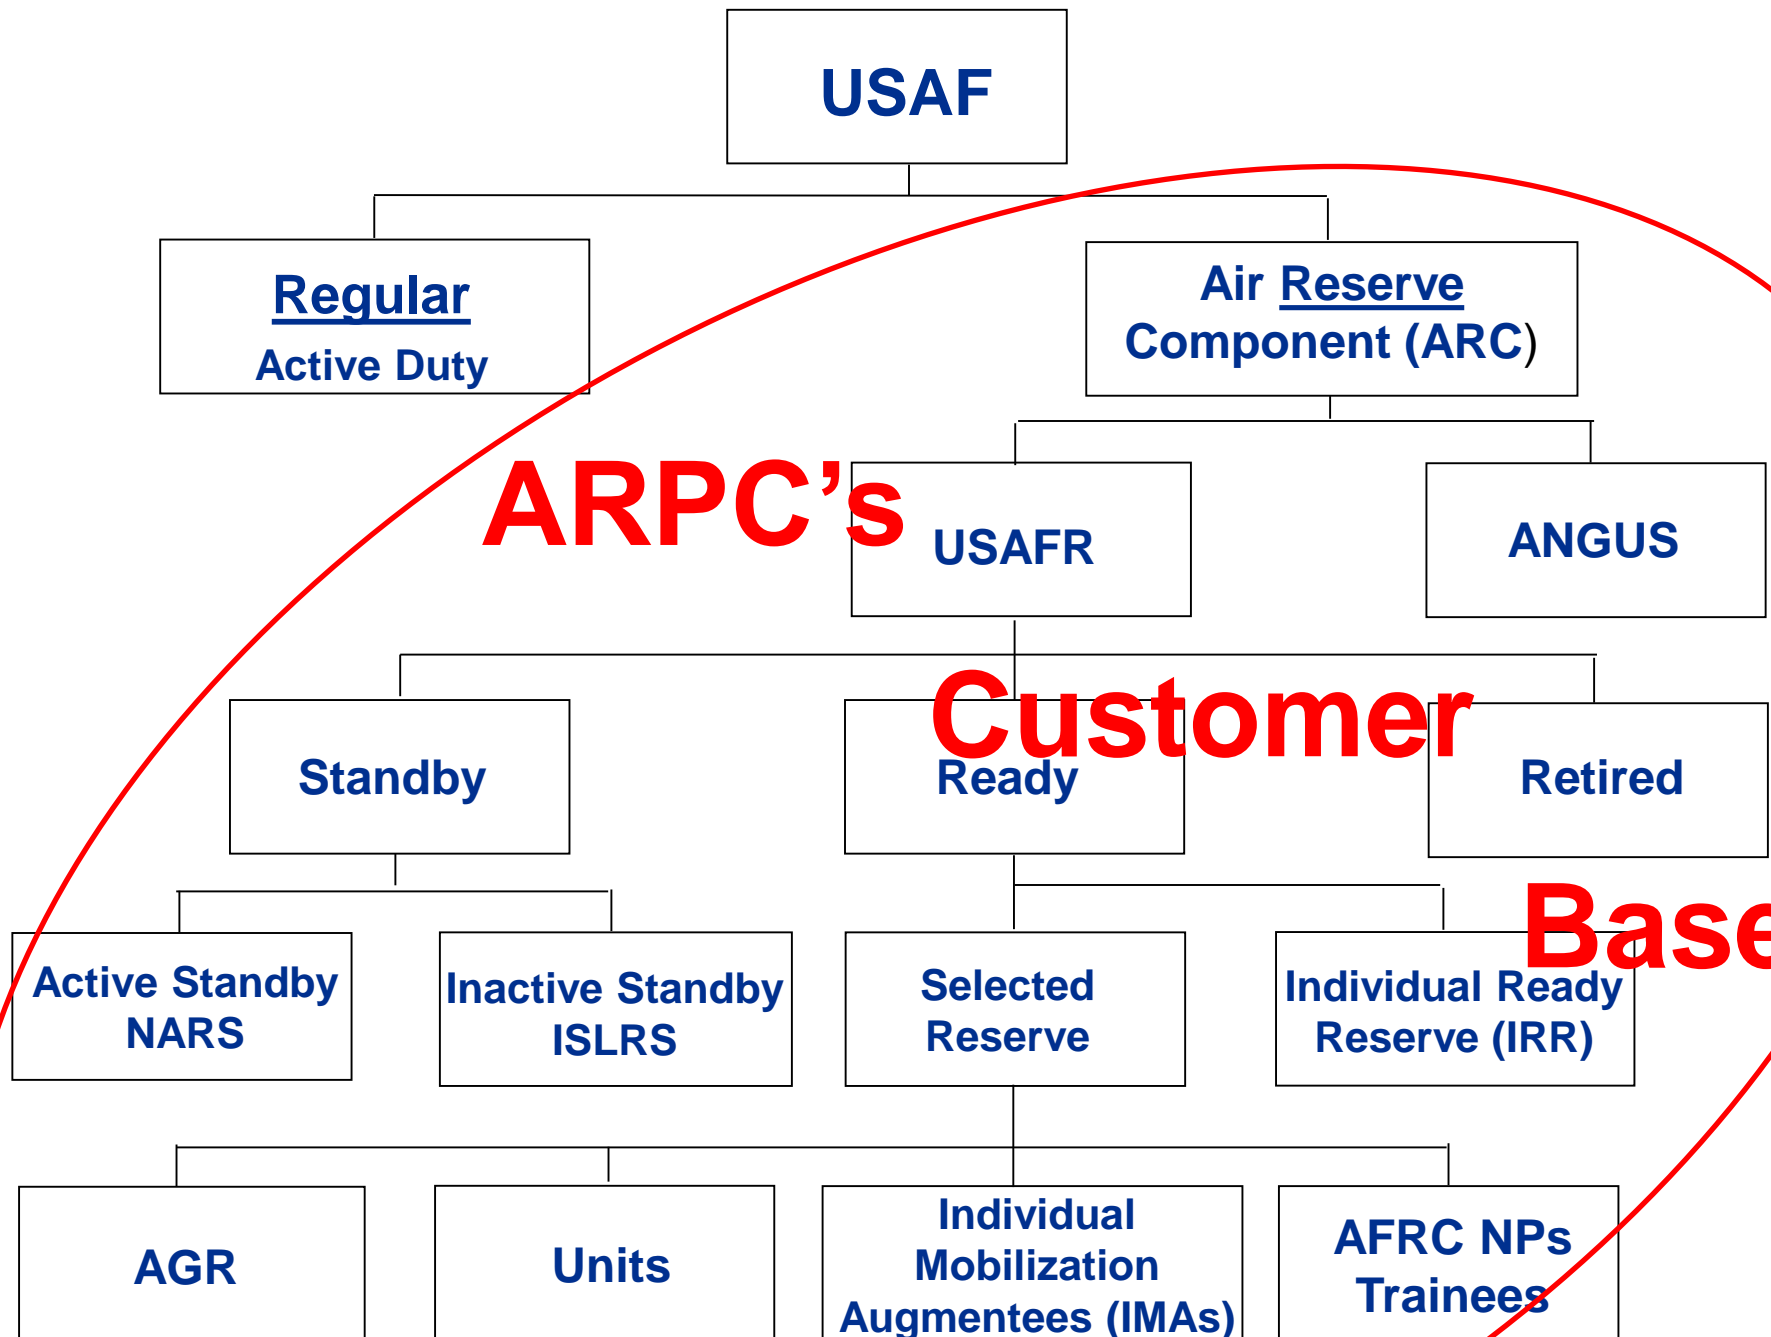 USAF
Regular
Active Duty
Air Reserve
Component (ARC)
ARPC’s
USAFR
ANGUS
Customer
Standby
Ready
Retired
Base
Active Standby
NARS
Inactive Standby
ISLRS
Selected
Reserve
Individual Ready
Reserve (IRR)
AGR
Units
Individual
Mobilization
Augmentees (IMAs)
AFRC NPs
Trainees